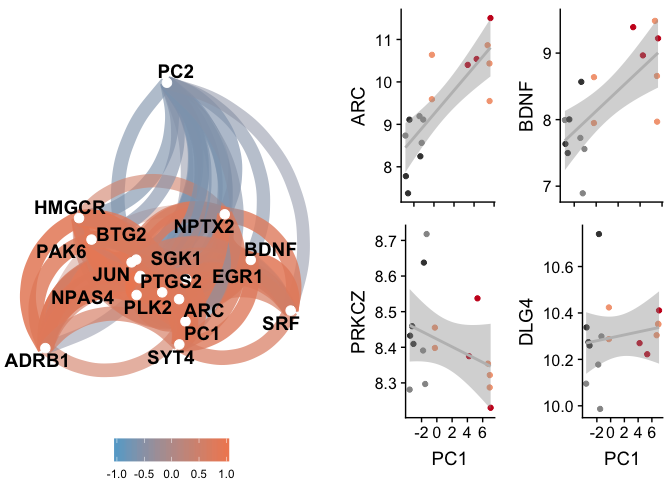 PC2
HMGCR
BTG2
NPTX2
PAK6
BDNF
SGK1
JUN
PTGS2
EGR1
NPAS4
PLK2
ARC
SRF
PC1
ADRB1
SYT4
-1.0 -0.5 0.0 0.5 1.0
ARC
11
10
9
8
BDNF
9
8
7
PRKCZ
8.7
8.6
8.5
8.4
8.3
-2 0 2 4 6
PC1
DLG4
10.6
10.4
10.2
10.0
-2 0 2 4 6
PC1